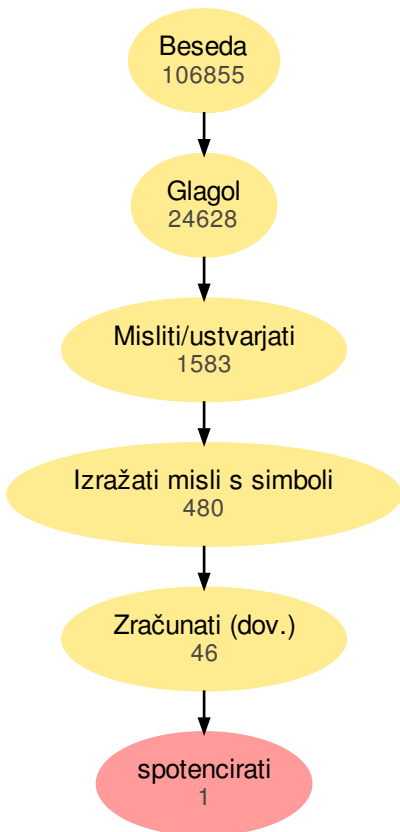 Beseda
106855
Glagol
24628
Misliti/ustvarjati
1583
Izražati misli s simboli
480
Zračunati (dov.)
46
spotencirati
1